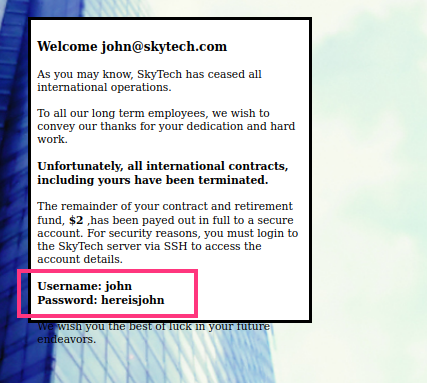 Welcome john@skytech.com
As you may know, SkyTech has ceased all
international operations.
To all our long term employees, we wish to
convey our thanks for your dedication and hard
work.
Unfortunately, all international contracts,
including yours have been terminated.
The remainder of your contract and retirement
fund, $2 ,has been payed out in full to a secure
account. For security reasons, you must login to
the SkyTech server via SSH to access the
account details.
Username: john
Password: hereisjohn
We wish you the best of luck in your future
endeavors.